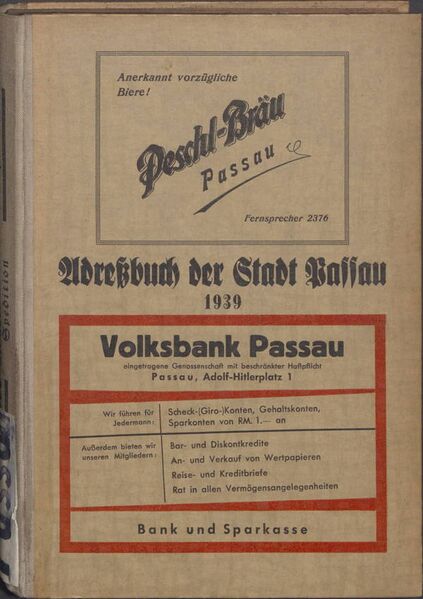 Anerkannt vorzügliche
Biere!
Peschl-Bräu
Passau
Fernsprecher 2376
Adreßbuch der Stadt Passau
1939
Volksbank Passau
eingetragene Genossenschaft mit beschränkter Haftpflicht
Passau, Adolf-Hitlerplatz 1
Wir führen für
Jedermann:
Scheck-(Giro-)Konten, Gehaltskonten,
Sparkonten von RM. 1.— an
Außerdem bieten wir
unseren Mitgliedern:
Bar- und Diskontkredite
An- und Verkauf von Wertpapieren
Reise- und Kreditbriefe
Rat in allen Vermögensangelegenheiten
Bank und Sparkasse
Spedition